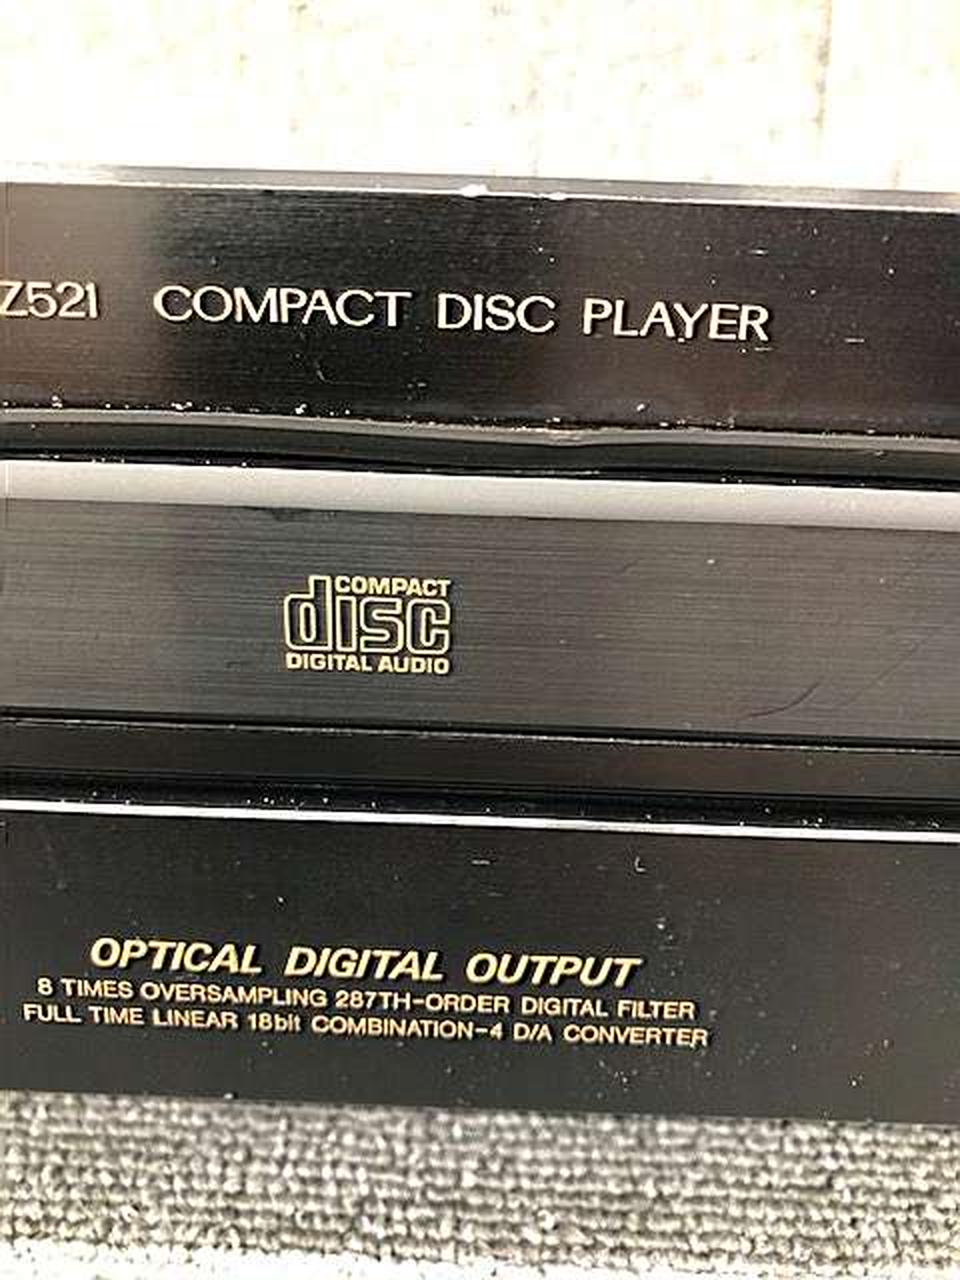 Z521 COMPACT DISC PLAYER
COMPACT
disc
DIGITAL AUDIO
OPTICAL DIGITAL OUTPUT
8 TIMES OVERSAMPLING 287TH-ORDER DIGITAL FILTER
FULL TIME LINEAR 18bit COMBINATION-4 D/A CONVERTER